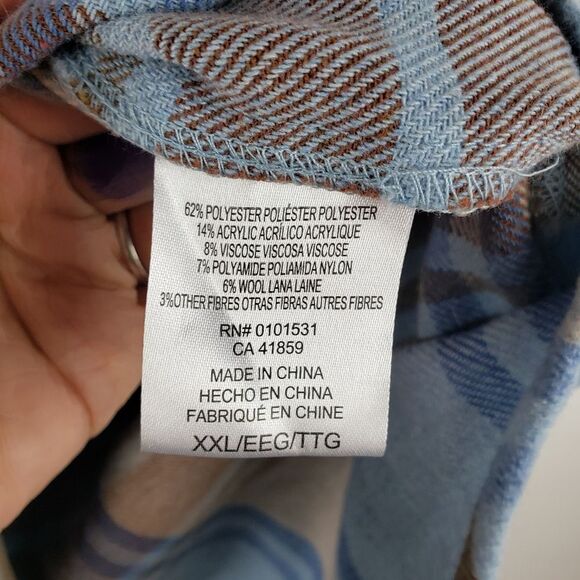 62% POLYESTER POLIÉSTER POLYESTER
14% ACRYLIC ACRÍLICO ACRYLIQUE
8% VISCOSE VISCOSA VISCOSE
7% POLYAMIDE POLIAMIDA NYLON
6% WOOL LANA LAINE
3%OTHER FIBRES OTRAS FIBRAS AUTRES FIBRES
RN# 0101531
CA 41859
MADE IN CHINA
HECHO EN CHINA
FABRIQUÉ EN CHINE
XXL/EEG/TTG